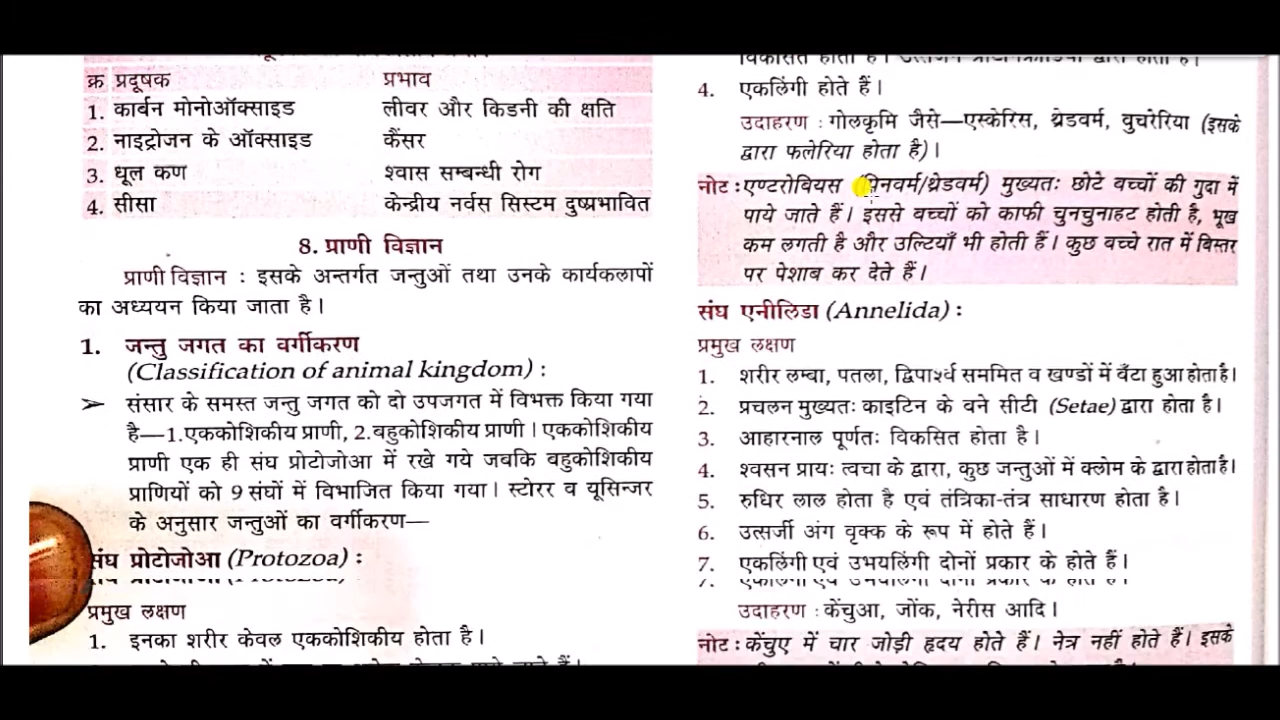 क्र प्रदूषक प्रभाव
1. कार्बन मोनोऑक्साइड लीवर और किडनी की क्षति
2. नाइट्रोजन के ऑक्साइड कैंसर
3. धूल कण श्वास सम्बन्धी रोग
4. सीसा केन्द्रीय नर्वस सिस्टम दुष्प्रभावित
8. प्राणी विज्ञान
प्राणी विज्ञान : इसके अन्तर्गत जन्तुओं तथा उनके कार्यकलापों
का अध्ययन किया जाता है।
1. जन्तु जगत का वर्गीकरण
(Classification of animal kingdom) :
➢ संसार के समस्त जन्तु जगत को दो उपजगत में विभक्त किया गया
है—1.एककोशिकीय प्राणी, 2.बहुकोशिकीय प्राणी। एककोशिकीय
प्राणी एक ही संघ प्रोटोजोआ में रखे गये जबकि बहुकोशिकीय
प्राणियों को 9 संघों में विभाजित किया गया। स्टोरर व यूसिन्जर
के अनुसार जन्तुओं का वर्गीकरण—
संघ प्रोटोजोआ (Protozoa) :
प्रमुख लक्षण
1. इनका शरीर केवल एककोशिकीय होता है।
4. एकलिंगी होते हैं।
उदाहरण : गोलकृमि जैसे—एस्केरिस, थ्रेडवर्म, वुचरेरिया (इसके
द्वारा फलेरिया होता है)।
नोट : एण्टरोबियस (पिनवर्म/थ्रेडवर्म) मुख्यतः छोटे बच्चों की गुदा में
पाये जाते हैं। इससे बच्चों को काफी चुनचुनाहट होती है, भूख
कम लगती है और उल्टियाँ भी होती हैं। कुछ बच्चे रात में बिस्तर
पर पेशाब कर देते हैं।
संघ एनीलिडा (Annelida) :
प्रमुख लक्षण
1. शरीर लम्बा, पतला, द्विपार्श्व सममित व खण्डों में बँटा हुआ होता है।
2. प्रचलन मुख्यतः काइटिन के बने सीटी (Setae) द्वारा होता है।
3. आहारनाल पूर्णतः विकसित होता है।
4. श्वसन प्रायः त्वचा के द्वारा, कुछ जन्तुओं में क्लोम के द्वारा होता है।
5. रुधिर लाल होता है एवं तंत्रिका-तंत्र साधारण होता है।
6. उत्सर्जी अंग वृक्क के रूप में होते हैं।
7. एकलिंगी एवं उभयलिंगी दोनों प्रकार के होते हैं।
उदाहरण : केंचुआ, जोंक, नेरीस आदि।
नोट : केंचुए में चार जोड़ी हृदय होते हैं। नेत्र नहीं होते हैं। इसके